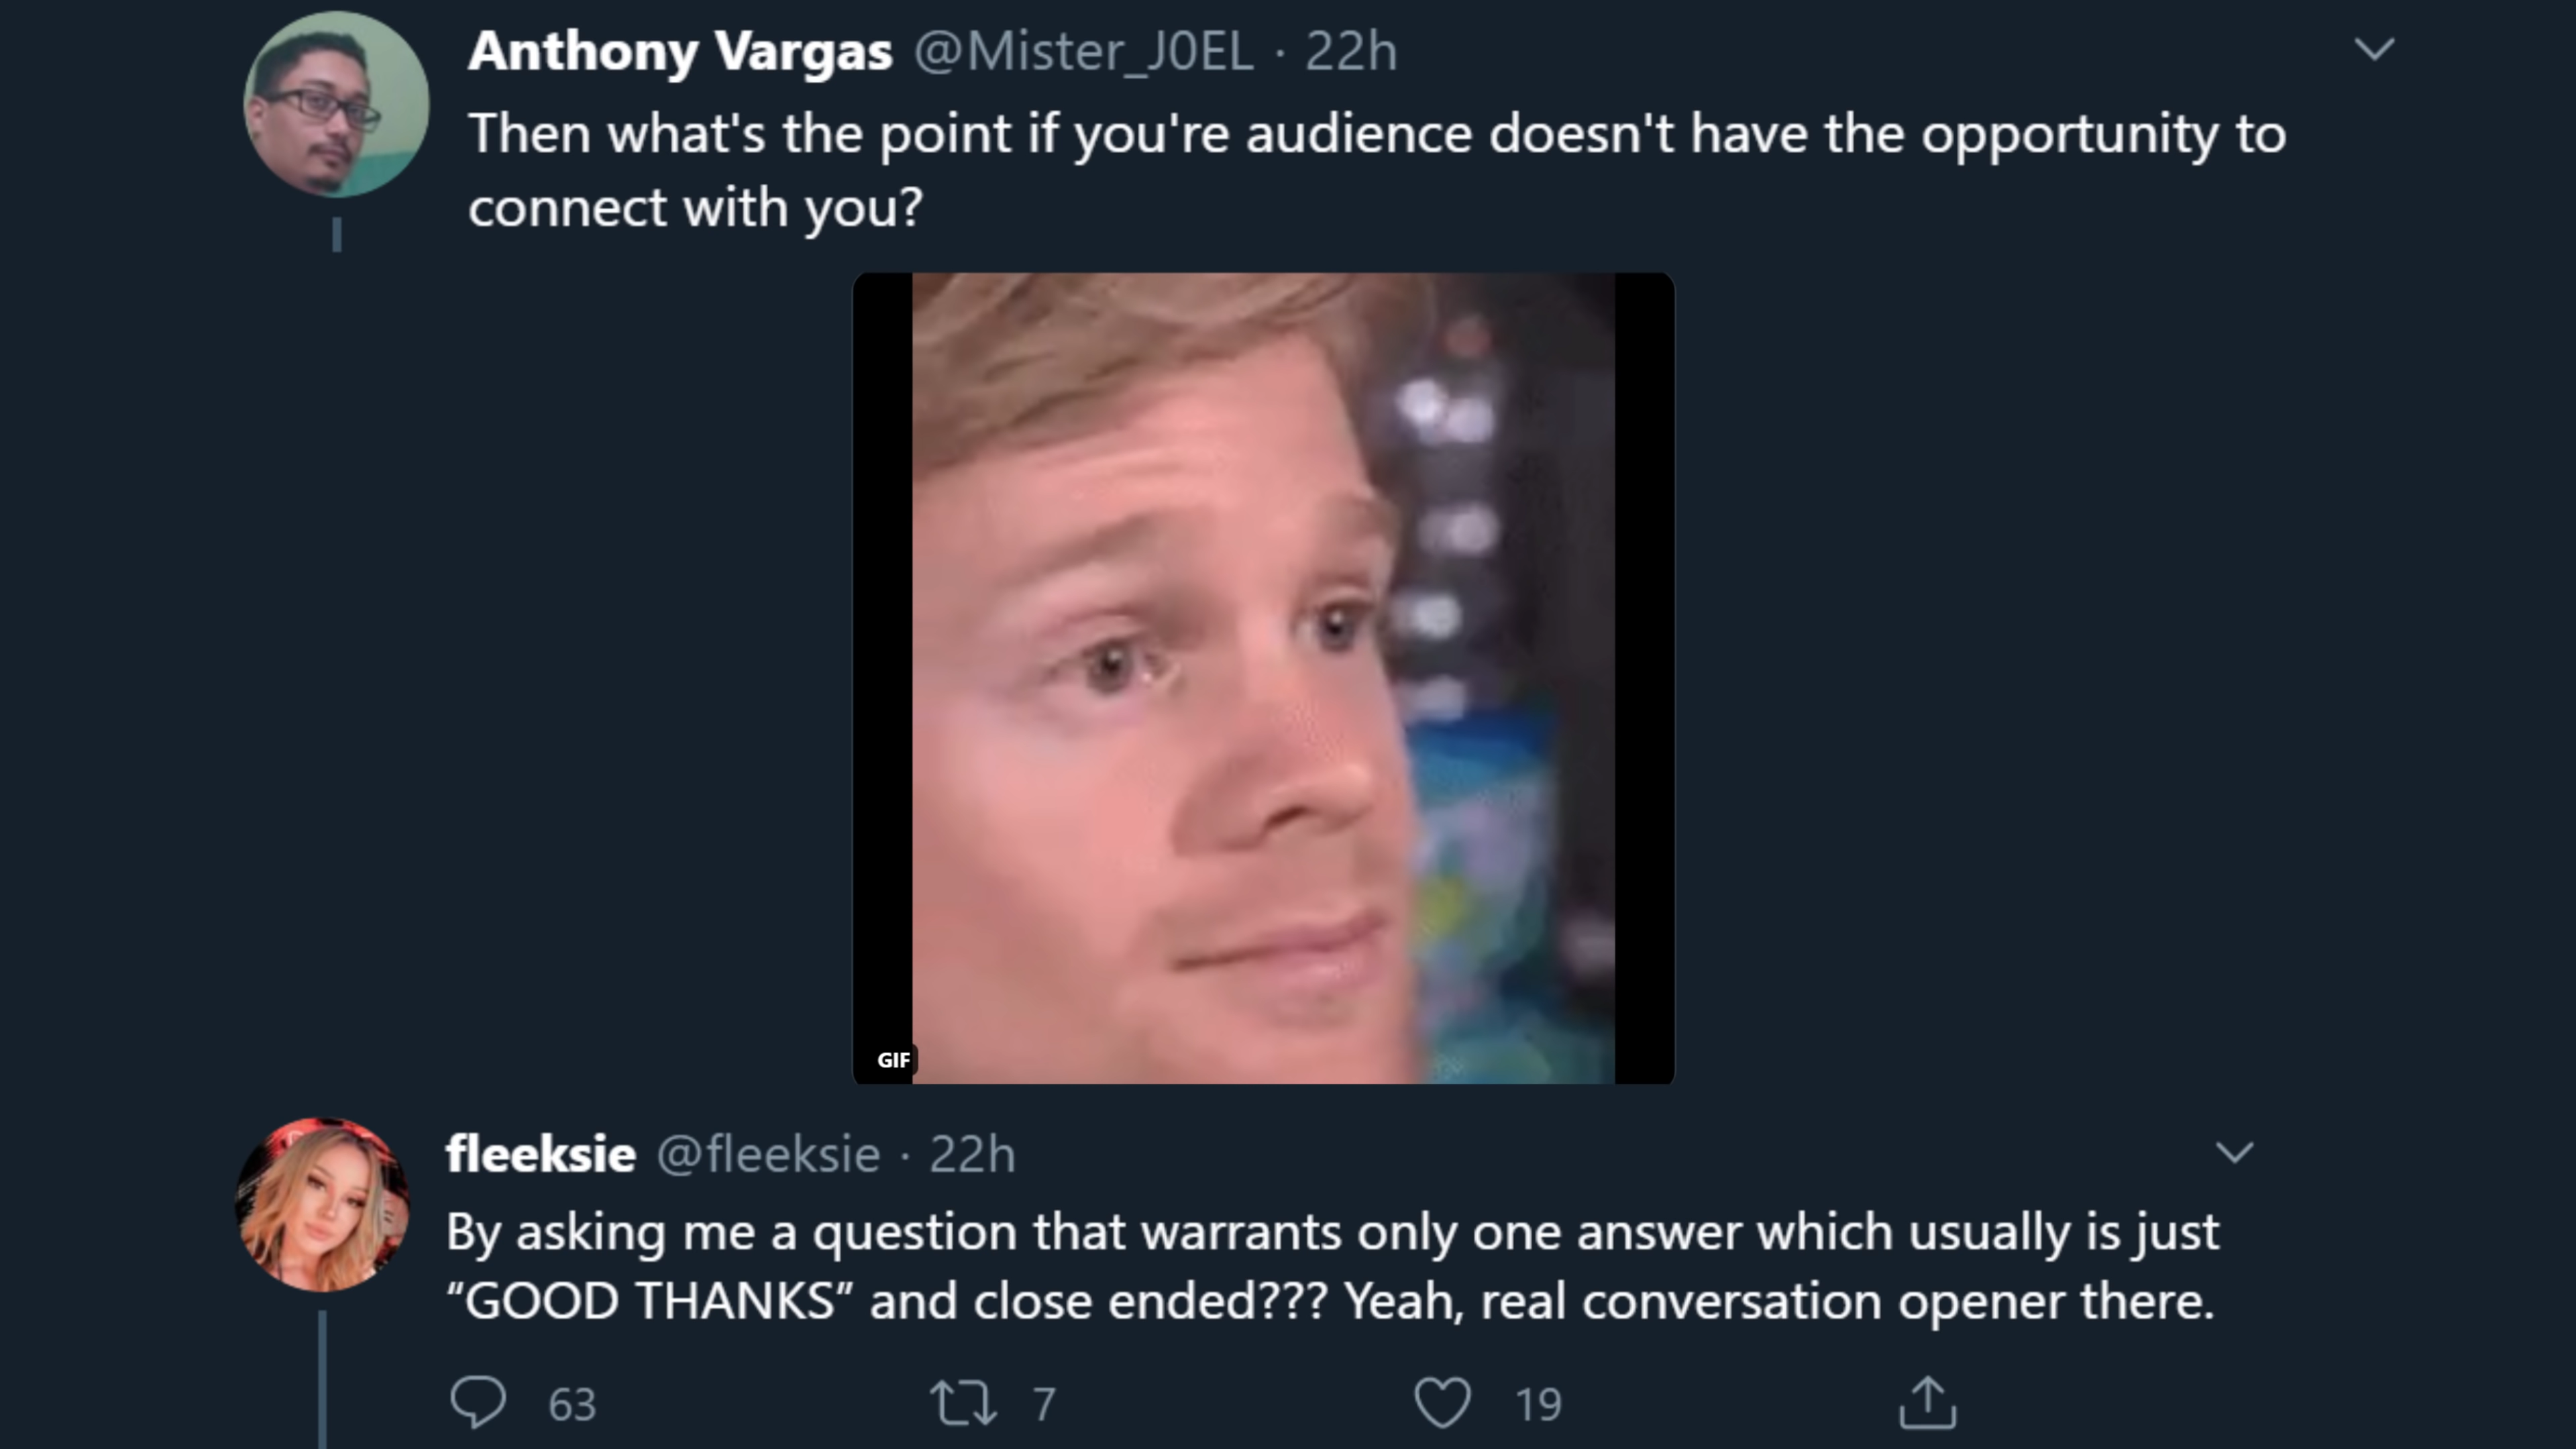 Anthony Vargas @Mister_J0EL · 22h
Then what's the point if you're audience doesn't have the opportunity to
connect with you?
GIF
fleeksie @fleeksie · 22h
By asking me a question that warrants only one answer which usually is just
“GOOD THANKS” and close ended??? Yeah, real conversation opener there.
63 7 19